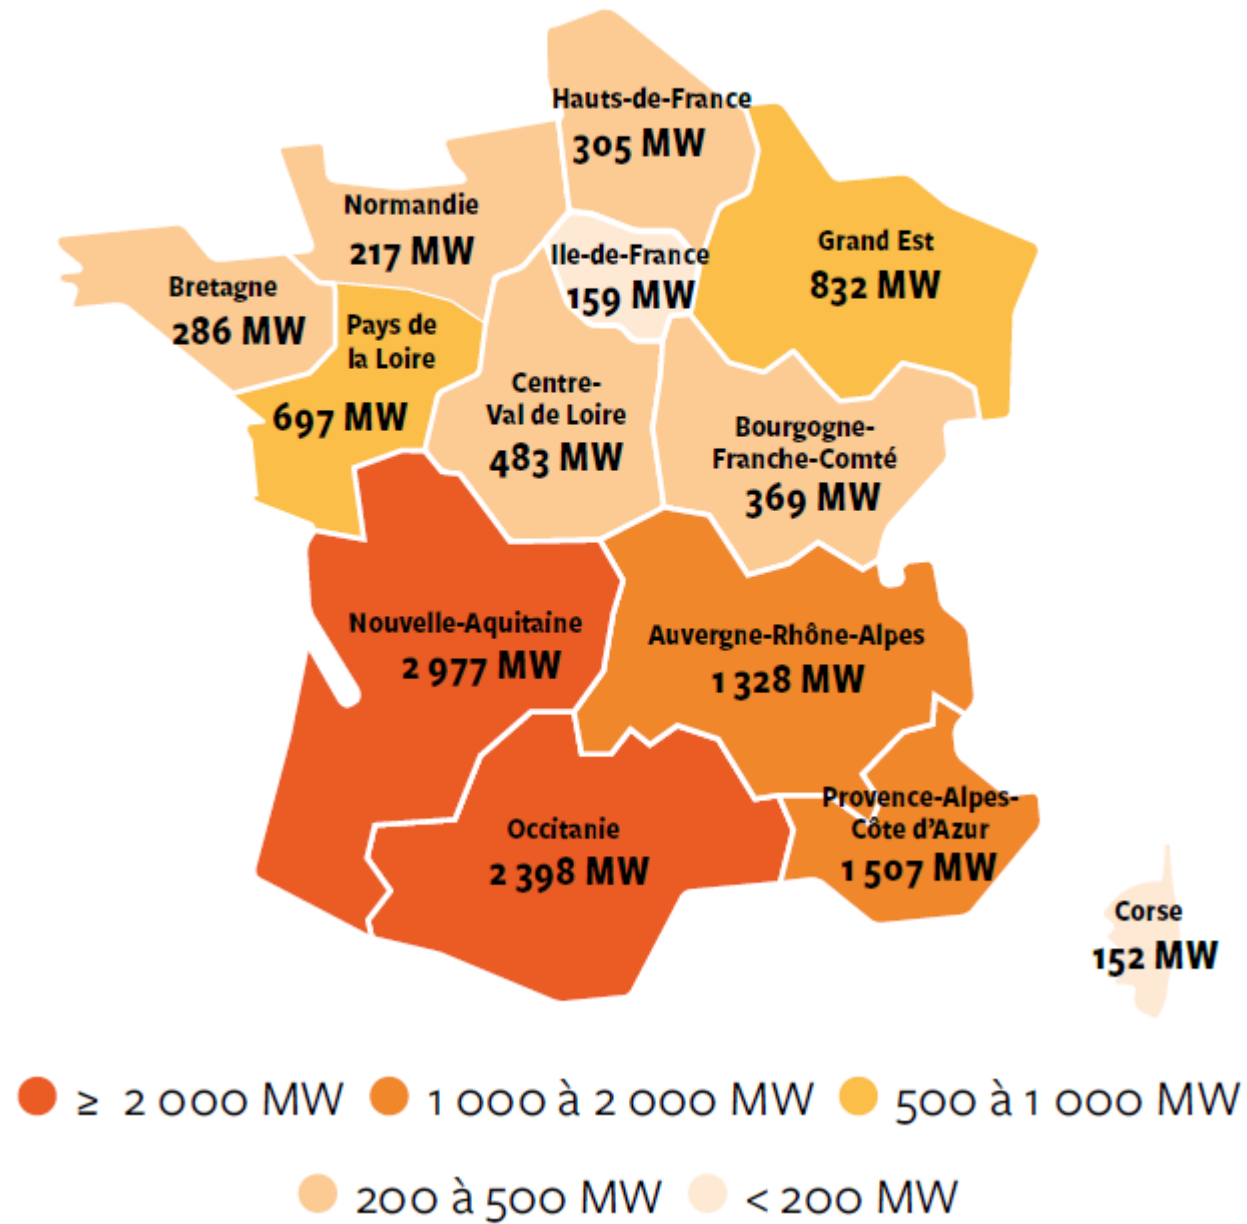 Hauts-de-France
305 MW
Normandie
217 MW
Ile-de-France
159 MW
Grand Est
832 MW
Bretagne
286 MW
Pays de
la Loire
697 MW
Centre-
Val de Loire
483 MW
Bourgogne-
Franche-Comté
369 MW
Nouvelle-Aquitaine
2 977 MW
Auvergne-Rhône-Alpes
1 328 MW
Occitanie
2 398 MW
Provence-Alpes-
Côte d'Azur
1 507 MW
Corse
152 MW
≥ 2 000 MW
1 000 à 2 000 MW
500 à 1 000 MW
200 à 500 MW
< 200 MW